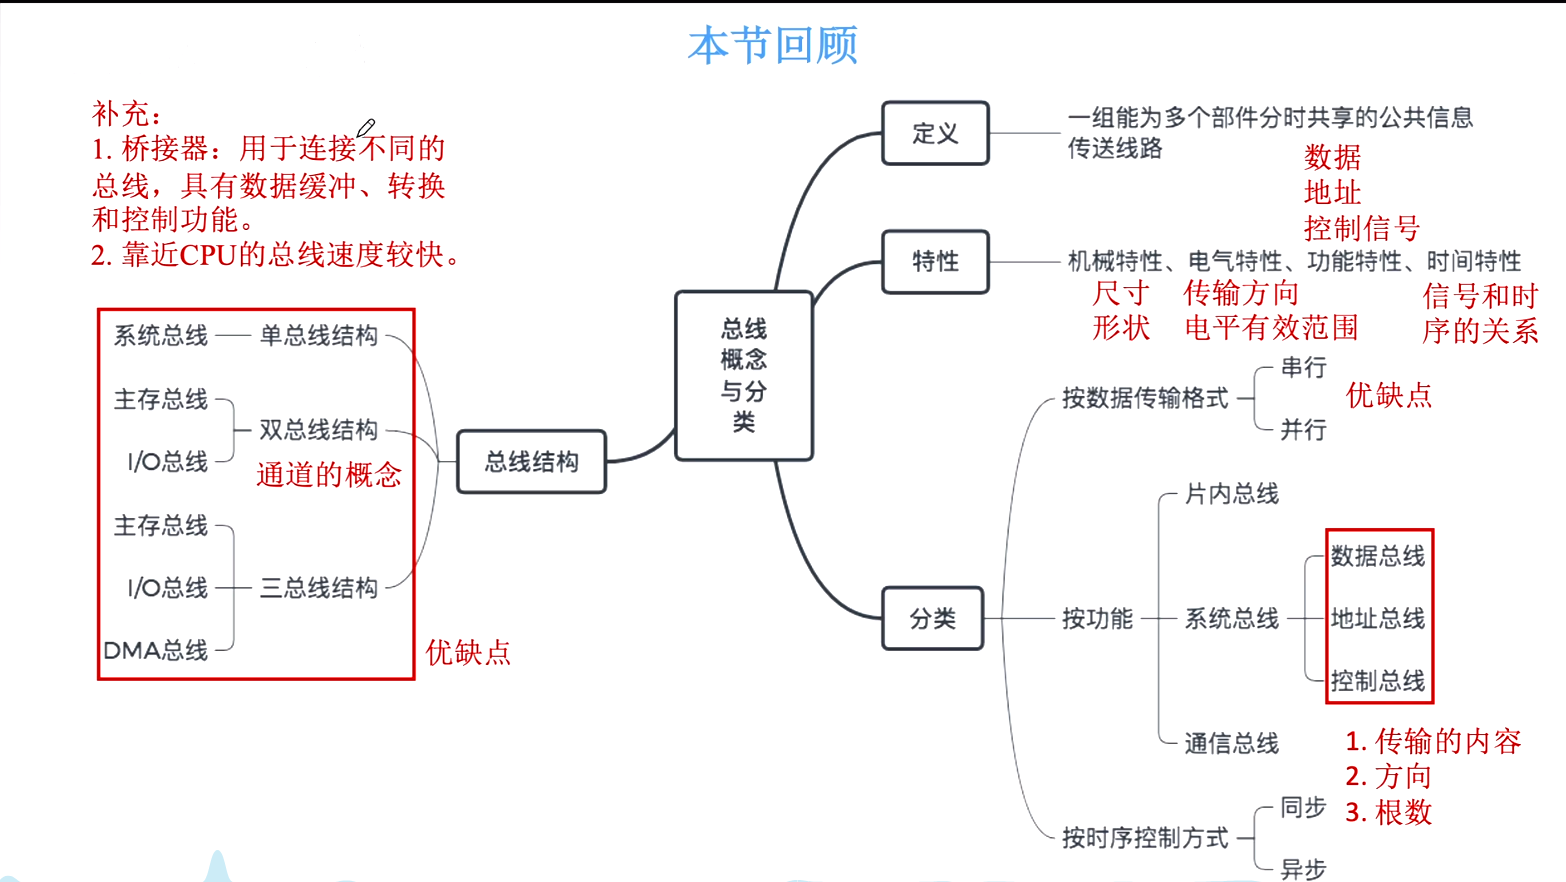 本节回顾
补充：
1. 桥接器：用于连接不同的
总线，具有数据缓冲、转换
和控制功能。
2. 靠近CPU的总线速度较快。
系统总线
单总线结构
主存总线
双总线结构
I/O总线
通道的概念
主存总线
I/O总线
三总线结构
DMA总线
优缺点
总线结构
总线
概念
与分
类
定义
一组能为多个部件分时共享的公共信息
传送线路
数据
地址
控制信号
特性
机械特性、电气特性、功能特性、时间特性
尺寸
形状
传输方向
电平有效范围
信号和时
序的关系
分类
按数据传输格式
串行
并行
优缺点
按功能
片内总线
系统总线
数据总线
地址总线
控制总线
通信总线
1. 传输的内容
2. 方向
3. 根数
按时序控制方式
同步
异步